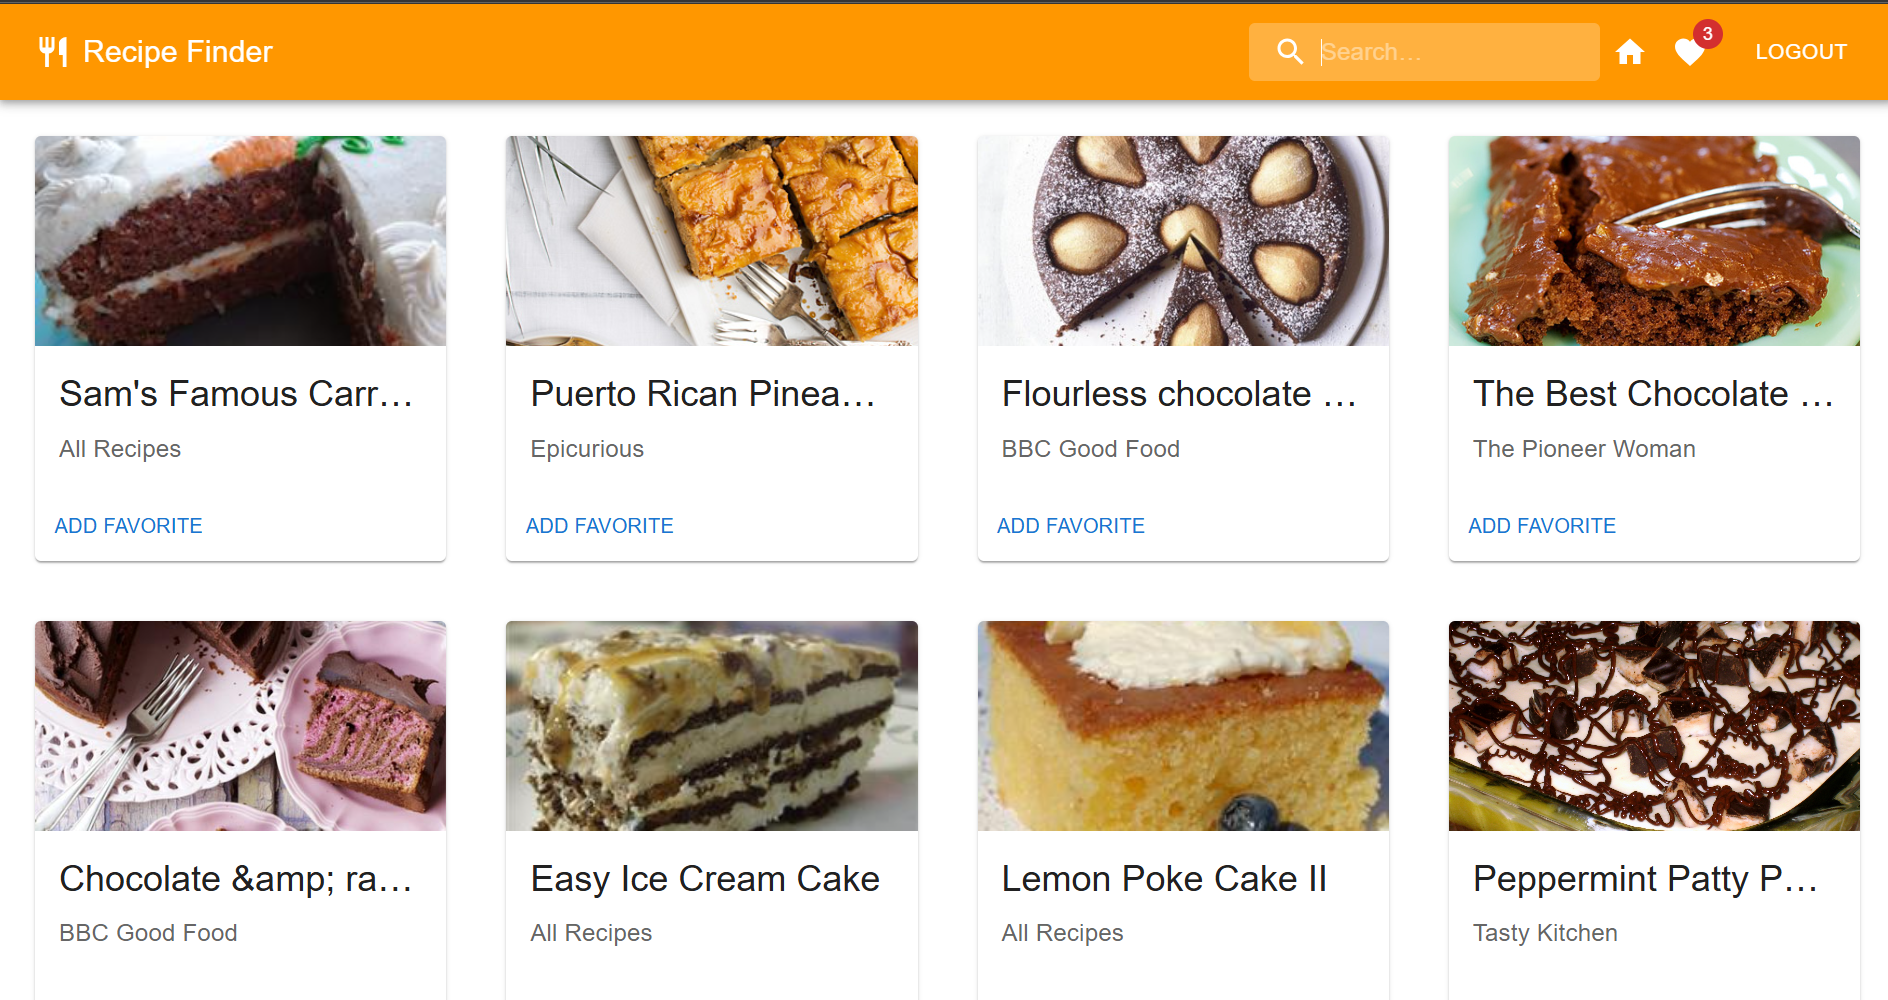 Recipe Finder
Search…
3
LOGOUT
Sam's Famous Carr…
All Recipes
ADD FAVORITE
Puerto Rican Pinea…
Epicurious
ADD FAVORITE
Flourless chocolate …
BBC Good Food
ADD FAVORITE
The Best Chocolate …
The Pioneer Woman
ADD FAVORITE
Chocolate &amp; ra…
BBC Good Food
Easy Ice Cream Cake
All Recipes
Lemon Poke Cake II
All Recipes
Peppermint Patty P…
Tasty Kitchen